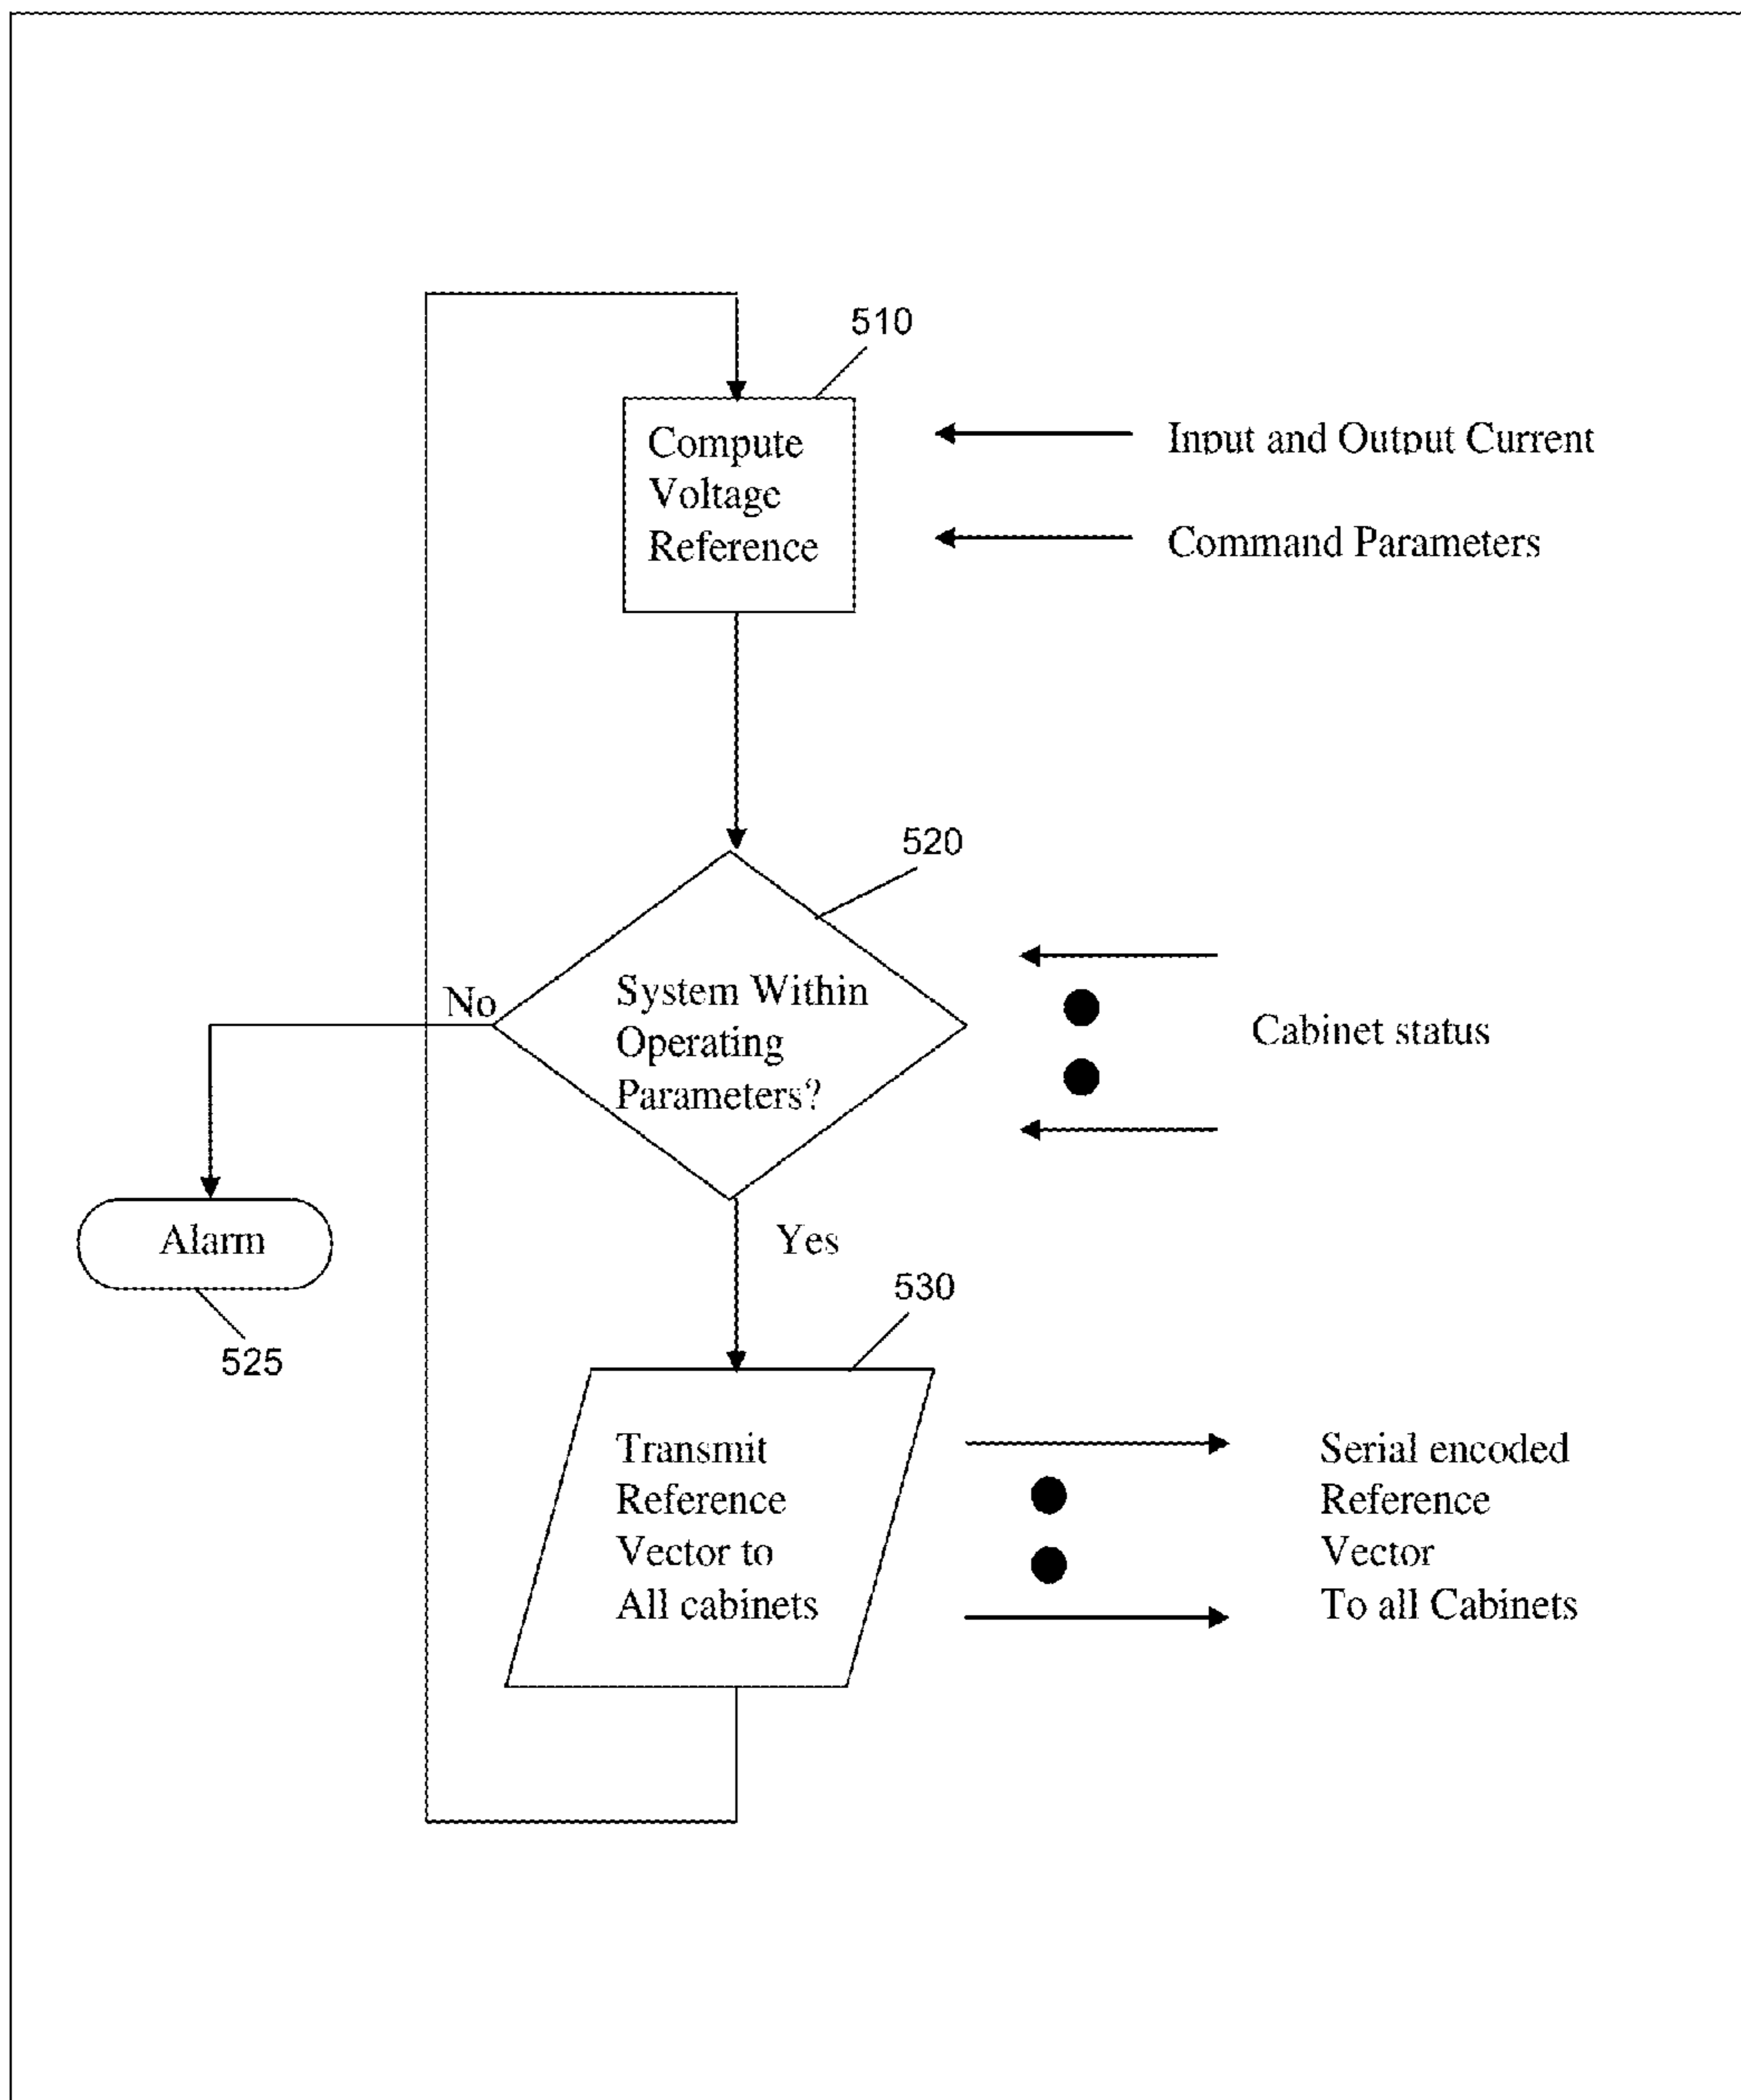 510
Compute
Voltage
Reference
Input and Output Current
Command Parameters
520
No
System Within
Operating
Parameters?
Cabinet status
Alarm
525
Yes
530
Transmit
Reference
Vector to
All cabinets
Serial encoded
Reference
Vector
To all Cabinets